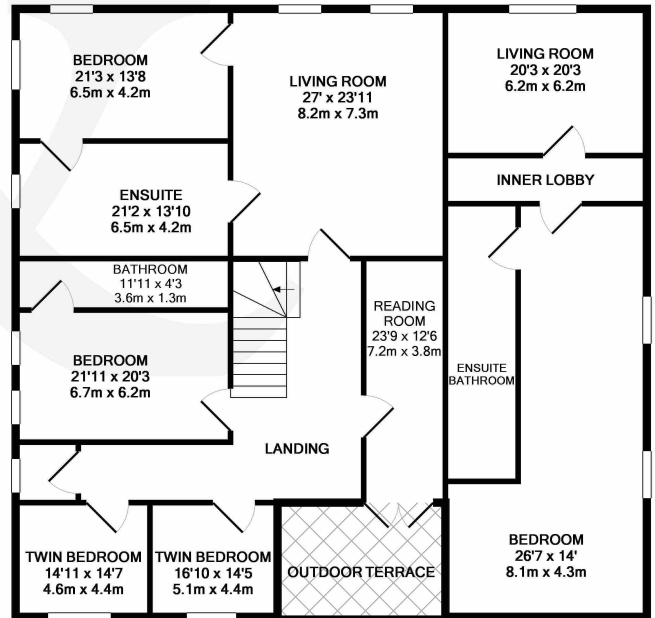 BEDROOM
21'3 x 13'8
6.5m x 4.2m
LIVING ROOM
27' x 23'11
8.2m x 7.3m
LIVING ROOM
20'3 x 20'3
6.2m x 6.2m
ENSUITE
21'2 x 13'10
6.5m x 4.2m
INNER LOBBY
BATHROOM
11'11 x 4'3
3.6m x 1.3m
READING
ROOM
23'9 x 12'6
7.2m x 3.8m
BEDROOM
21'11 x 20'3
6.7m x 6.2m
ENSUITE
BATHROOM
LANDING
TWIN BEDROOM
14'11 x 14'7
4.6m x 4.4m
TWIN BEDROOM
16'10 x 14'5
5.1m x 4.4m
OUTDOOR TERRACE
BEDROOM
26'7 x 14'
8.1m x 4.3m